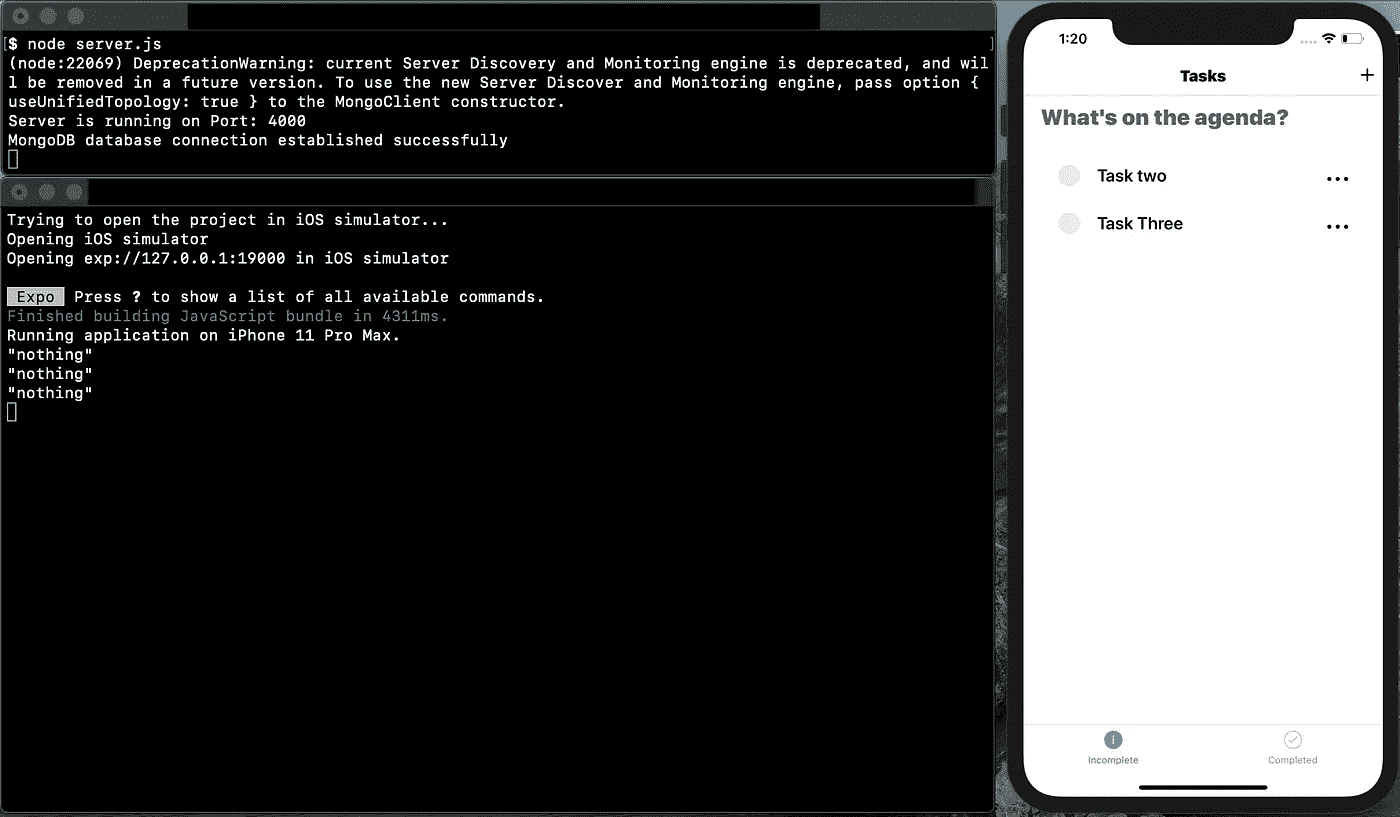 $ node server.js
(node:22069) DeprecationWarning: current Server Discovery and Monitoring engine is deprecated, and wil
l be removed in a future version. To use the new Server Discover and Monitoring engine, pass option {
useUnifiedTopology: true } to the MongoClient constructor.
Server is running on Port: 4000
MongoDB database connection established successfully
Trying to open the project in iOS simulator...
Opening iOS simulator
Opening exp://127.0.0.1:19000 in iOS simulator
Expo Press ? to show a list of all available commands.
Finished building JavaScript bundle in 4311ms.
Running application on iPhone 11 Pro Max.
"nothing"
"nothing"
"nothing"
1:20
Tasks +
What's on the agenda?
Task two ...
Task Three ...
Incomplete
Completed